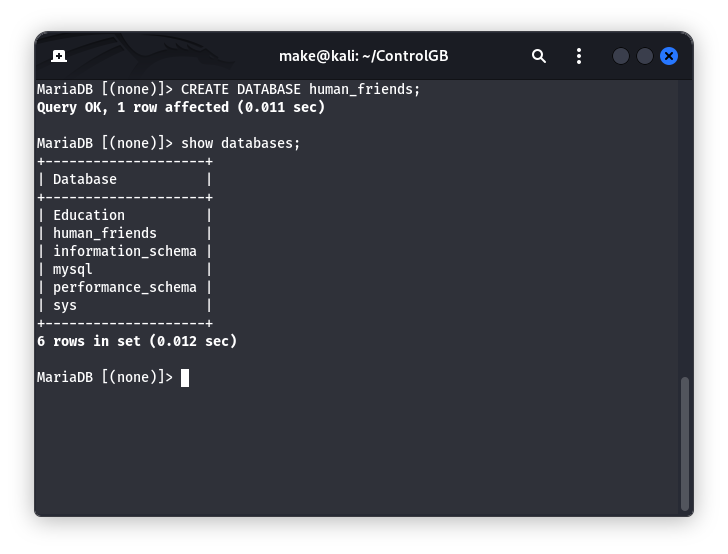 make@kali: ~/ControlGB
MariaDB [(none)]> CREATE DATABASE human_friends;
Query OK, 1 row affected (0.011 sec)
MariaDB [(none)]> show databases;
+--------------------+
| Database           |
+--------------------+
| Education          |
| human_friends      |
| information_schema |
| mysql              |
| performance_schema |
| sys                |
+--------------------+
6 rows in set (0.012 sec)
MariaDB [(none)]>